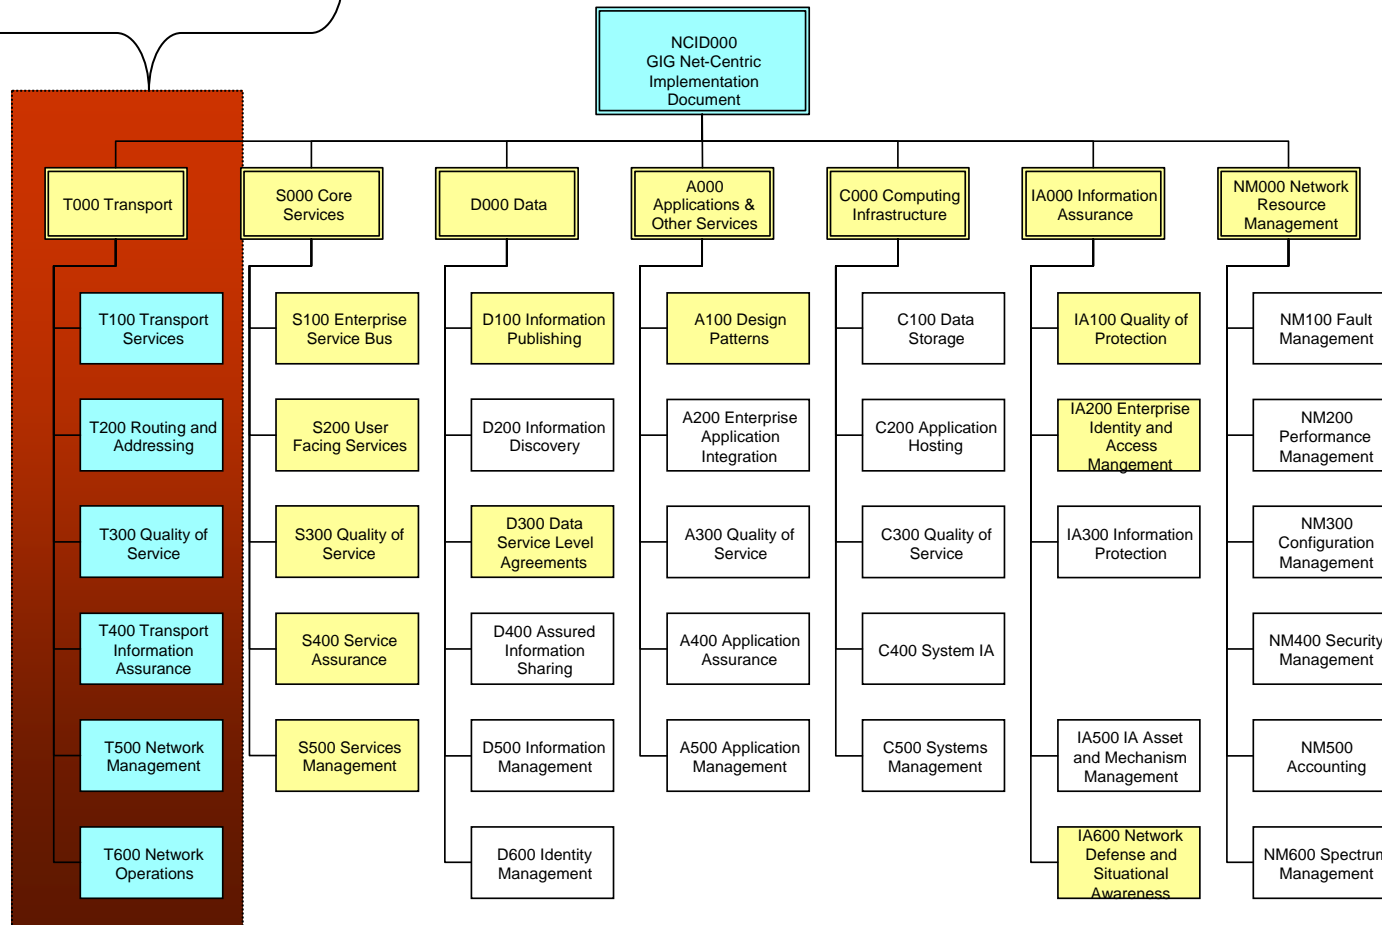 NCID000
GIG Net-Centric
Implementation
Document
T000 Transport
S000 Core
Services
D000 Data
A000
Applications &
Other Services
C000 Computing
Infrastructure
IA000 Information
Assurance
NM000 Network
Resource
Management
T100 Transport
Services
T200 Routing and
Addressing
T300 Quality of
Service
T400 Transport
Information
Assurance
T500 Network
Management
T600 Network
Operations
S100 Enterprise
Service Bus
S200 User
Facing Services
S300 Quality of
Service
S400 Service
Assurance
S500 Services
Management
D100 Information
Publishing
D200 Information
Discovery
D300 Data
Service Level
Agreements
D400 Assured
Information
Sharing
D500 Information
Management
D600 Identity
Management
A100 Design
Patterns
A200 Enterprise
Application
Integration
A300 Quality of
Service
A400 Application
Assurance
A500 Application
Management
C100 Data
Storage
C200 Application
Hosting
C300 Quality of
Service
C400 System IA
C500 Systems
Management
IA100 Quality of
Protection
IA200 Enterprise
Identity and
Access
Mangement
IA300 Information
Protection
IA500 IA Asset
and Mechanism
Management
IA600 Network
Defense and
Situational
Awareness
NM100 Fault
Management
NM200
Performance
Management
NM300
Configuration
Management
NM400 Security
Management
NM500
Accounting
NM600 Spectrum
Management